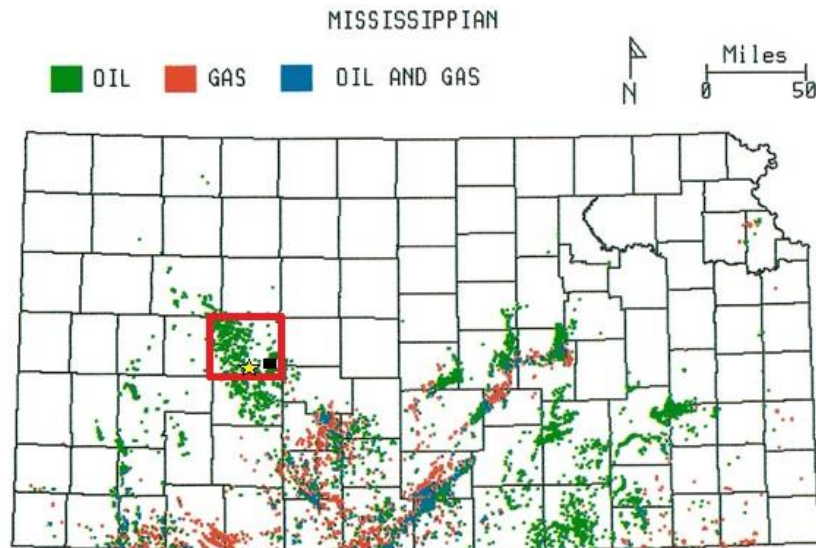 MISSISSIPPIAN
OIL GAS OIL AND GAS
Miles
N 0 50